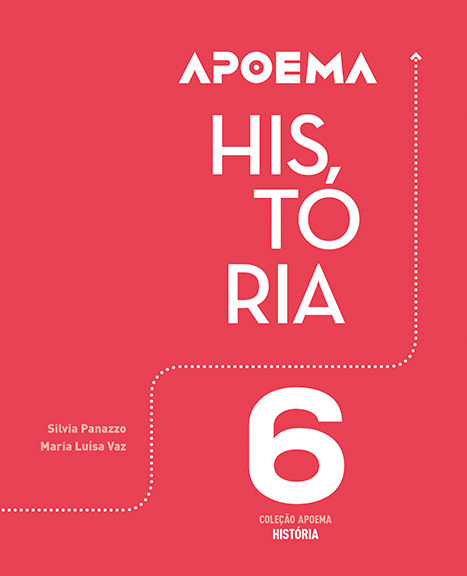 APOEMA
HIS
TÓ
RIA
Silvia Panazzo
Maria Luísa Vaz
6
COLEÇÃO APOEMA
HISTÓRIA